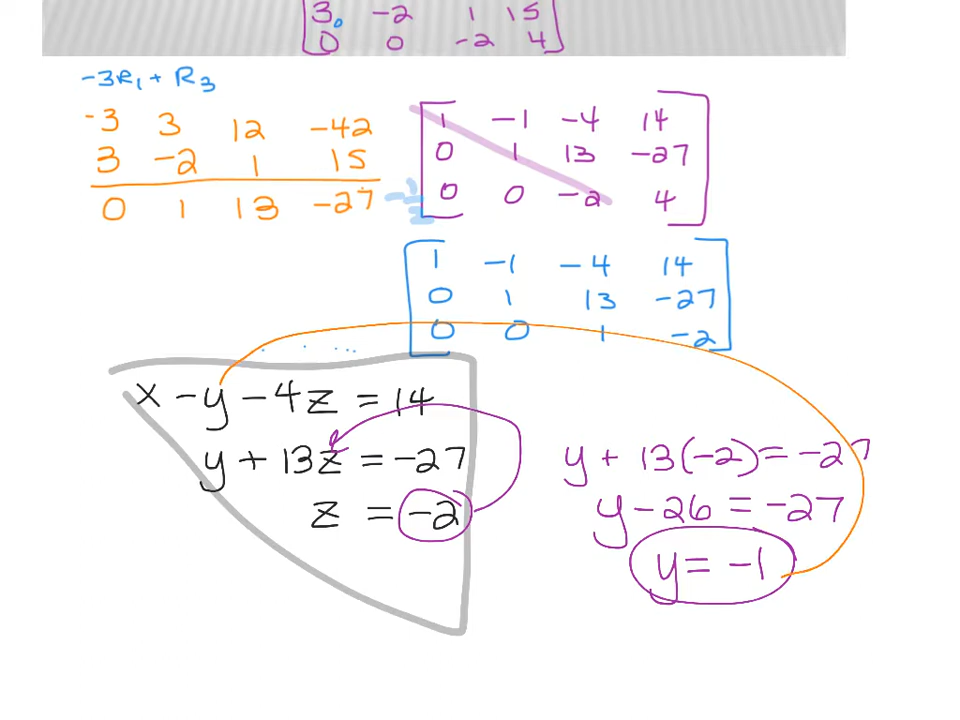 3 -2 1 15
0 0 -2 4
-3R₁ + R₃
-3 3 12 -42
3 -2 1 15
0 1 13 -27
-1/2
1 -1 -4 14
0 1 13 -27
0 0 -2 4
1 -1 -4 14
0 1 13 -27
0 0 1 -2
x - y - 4z = 14
y + 13z = -27
z = -2
y + 13(-2) = -27
y - 26 = -27
y = -1